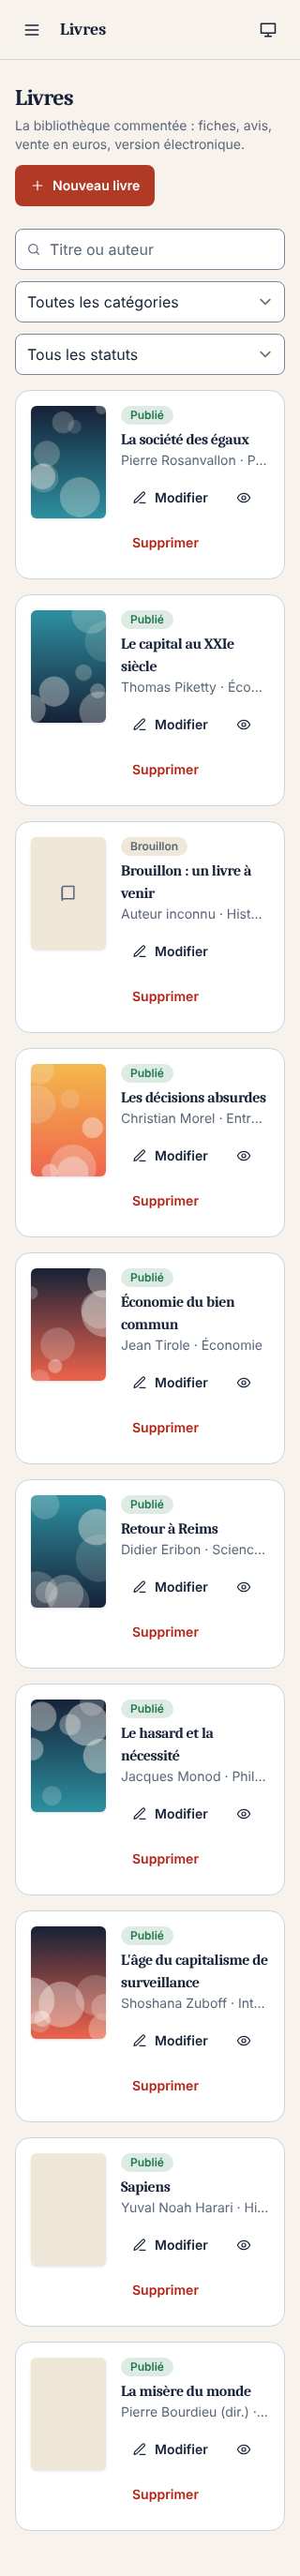 Livres
Livres
La bibliothèque commentée : fiches, avis,
vente en euros, version électronique.
Nouveau livre
Titre ou auteur
Toutes les catégories
Tous les statuts
Publié
La société des égaux
Pierre Rosanvallon · P...
Modifier
Supprimer
Publié
Le capital au XXIe
siècle
Thomas Piketty · Éco...
Modifier
Supprimer
Brouillon
Brouillon : un livre à
venir
Auteur inconnu · Hist...
Modifier
Supprimer
Publié
Les décisions absurdes
Christian Morel · Entr...
Modifier
Supprimer
Publié
Économie du bien
commun
Jean Tirole · Économie
Modifier
Supprimer
Publié
Retour à Reims
Didier Eribon · Scienc...
Modifier
Supprimer
Publié
Le hasard et la
nécessité
Jacques Monod · Phil...
Modifier
Supprimer
Publié
L'âge du capitalisme de
surveillance
Shoshana Zuboff · Int...
Modifier
Supprimer
Publié
Sapiens
Yuval Noah Harari · Hi...
Modifier
Supprimer
Publié
La misère du monde
Pierre Bourdieu (dir.) ·...
Modifier
Supprimer